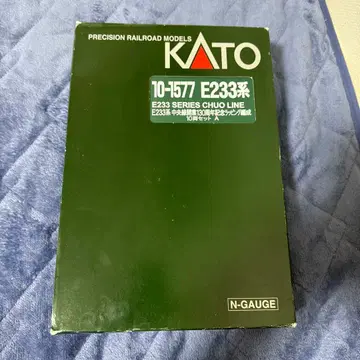 PRECISION RAILROAD MODELS
KATO
10-1577 E233系
E233 SERIES CHUO LINE
E233系 中央線開業130周年記念ラッピング編成
10両セット A
N-GAUGE